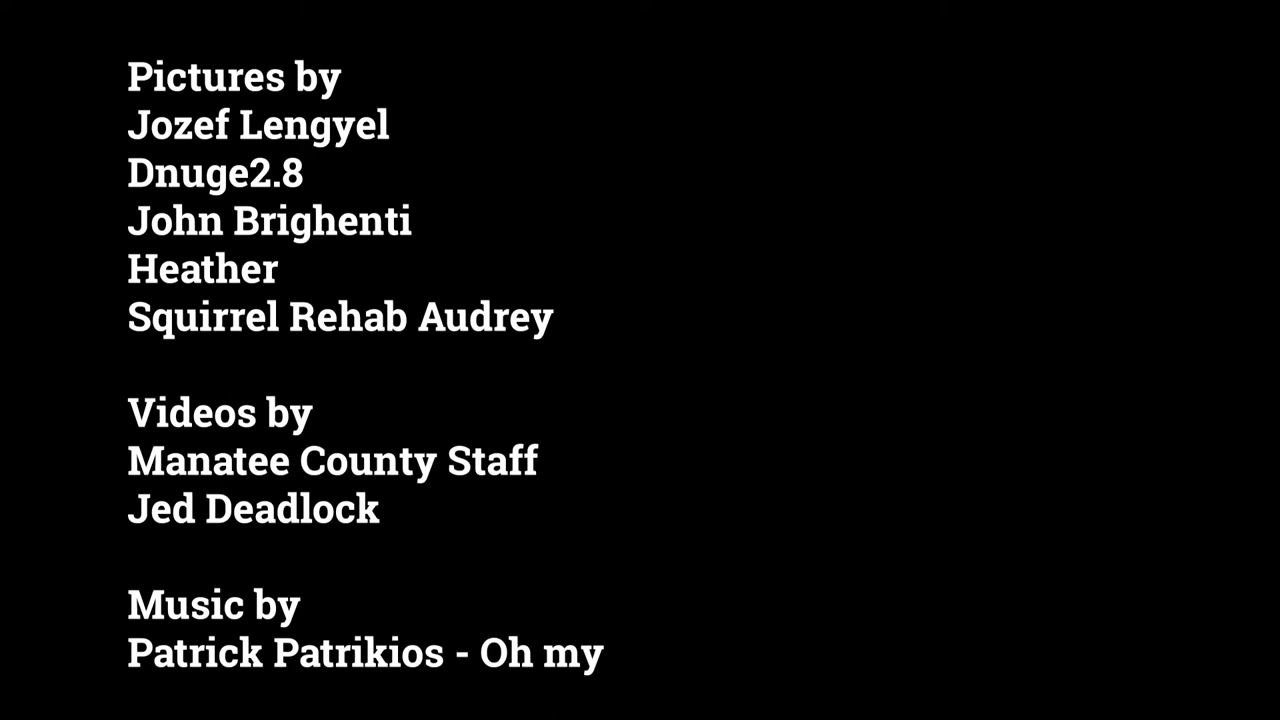 Pictures by
Jozef Lengyel
Dnuge2.8
John Brighenti
Heather
Squirrel Rehab Audrey
Videos by
Manatee County Staff
Jed Deadlock
Music by
Patrick Patrikios - Oh my